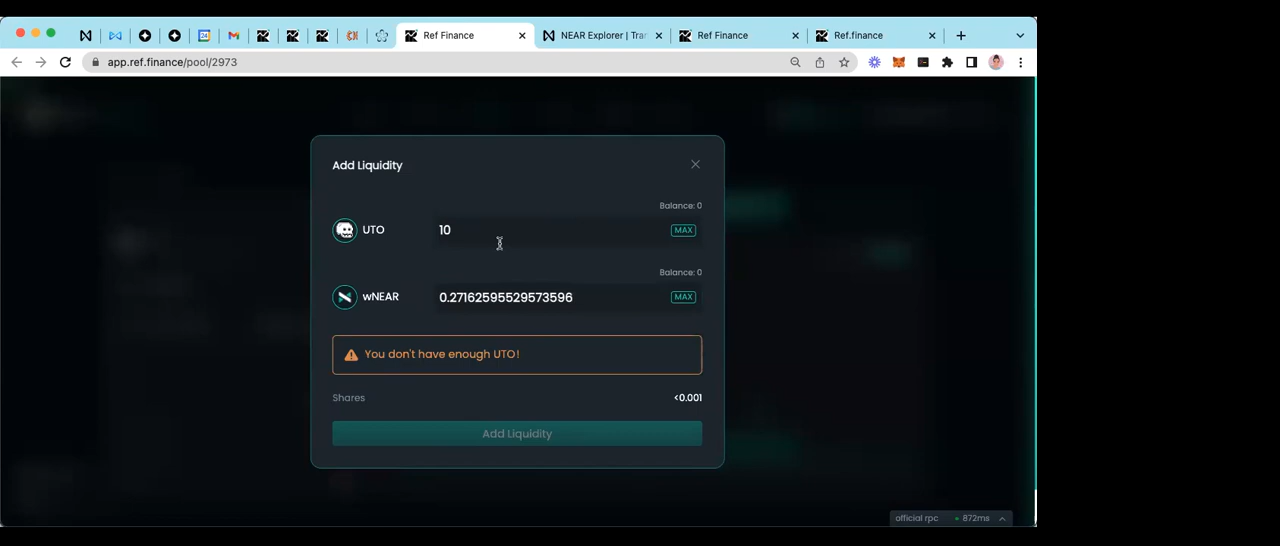 Ref Finance
NEAR Explorer | Tra
Ref Finance
Ref.finance
app.ref.finance/pool/2973
Add Liquidity
Balance: 0
UTO
10
MAX
Balance: 0
wNEAR
0.27162595529573596
MAX
You don't have enough UTO!
Shares
<0.001
Add Liquidity
official rpc
872ms